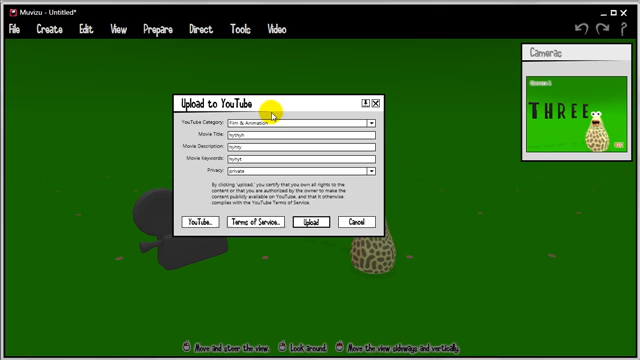 Muvizu - Untitled*
File Create Edit View Prepare Direct Tools Video
Cameras
THREE
Upload to YouTube
YouTube Category: Film & Animation
Movie Title: hythyh
Movie Description: hyhty
Movie Keywords: hyhyt
Privacy: private
By clicking 'upload,' you certify that you own all rights to the
content or that you are authorized by the owner to make the
content publicly available on YouTube, and that it otherwise
complies with the YouTube Terms of Service.
YouTube... Terms of Service... Upload Cancel
Move and steer the view. Look around. Move the view sideways and vertically.